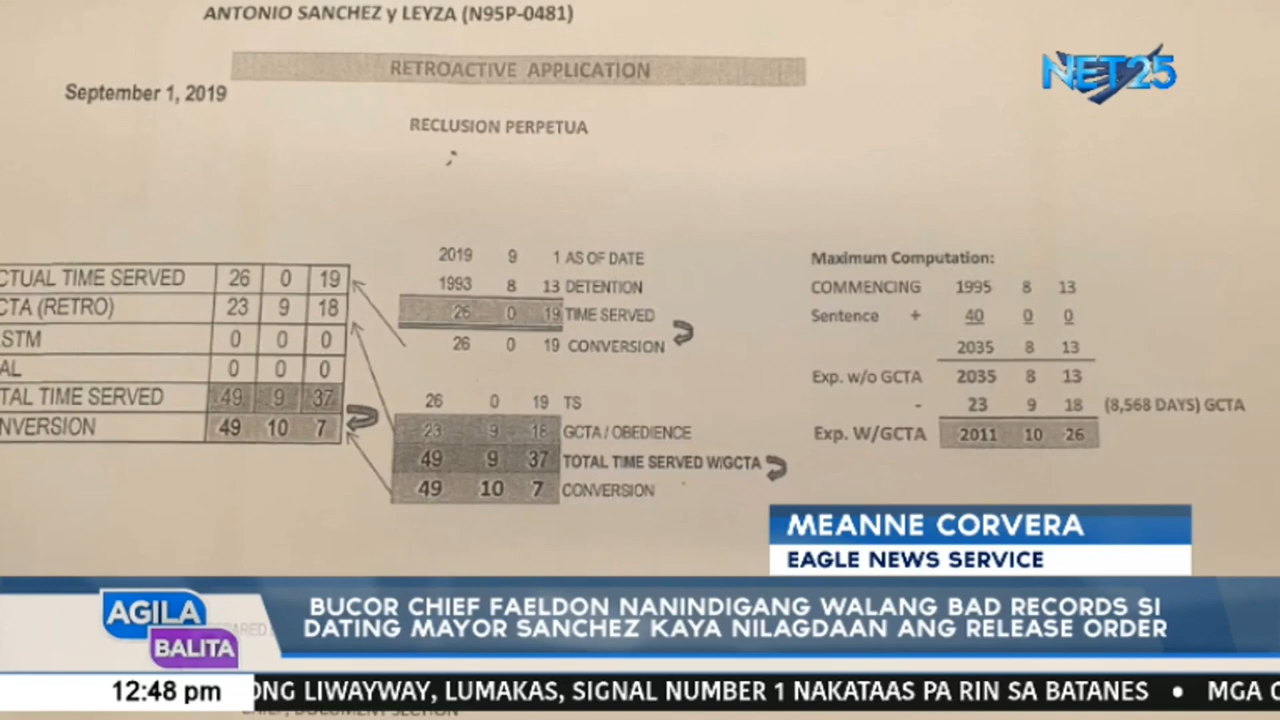 ANTONIO SANCHEZ y LEYZA (N95P-0481)
NET25
RETROACTIVE APPLICATION
September 1, 2019
RECLUSION PERPETUA
CTUAL TIME SERVED 26 0 19
CTA (RETRO) 23 9 18
STM 0 0 0
AL 0 0 0
TAL TIME SERVED 49 9 37
NVERSION 49 10 7
2019 9 1 AS OF DATE
1993 8 13 DETENTION
26 0 19 TIME SERVED
26 0 19 CONVERSION
26 0 19 TS
23 9 18 GCTA / OBEDIENCE
49 9 37 TOTAL TIME SERVED W/GCTA
49 10 7 CONVERSION
Maximum Computation:
COMMENCING 1995 8 13
Sentence + 40 0 0
2035 8 13
Exp. w/o GCTA 2035 8 13
- 23 9 18 (8,568 DAYS) GCTA
Exp. W/GCTA 2011 10 26
MEANNE CORVERA
EAGLE NEWS SERVICE
AGILA
BALITA
BUCOR CHIEF FAELDON NANINDIGANG WALANG BAD RECORDS SI
DATING MAYOR SANCHEZ KAYA NILAGDAAN ANG RELEASE ORDER
12:48 pm
ONG LIWAYWAY, LUMAKAS, SIGNAL NUMBER 1 NAKATAAS PA RIN SA BATANES • MGA